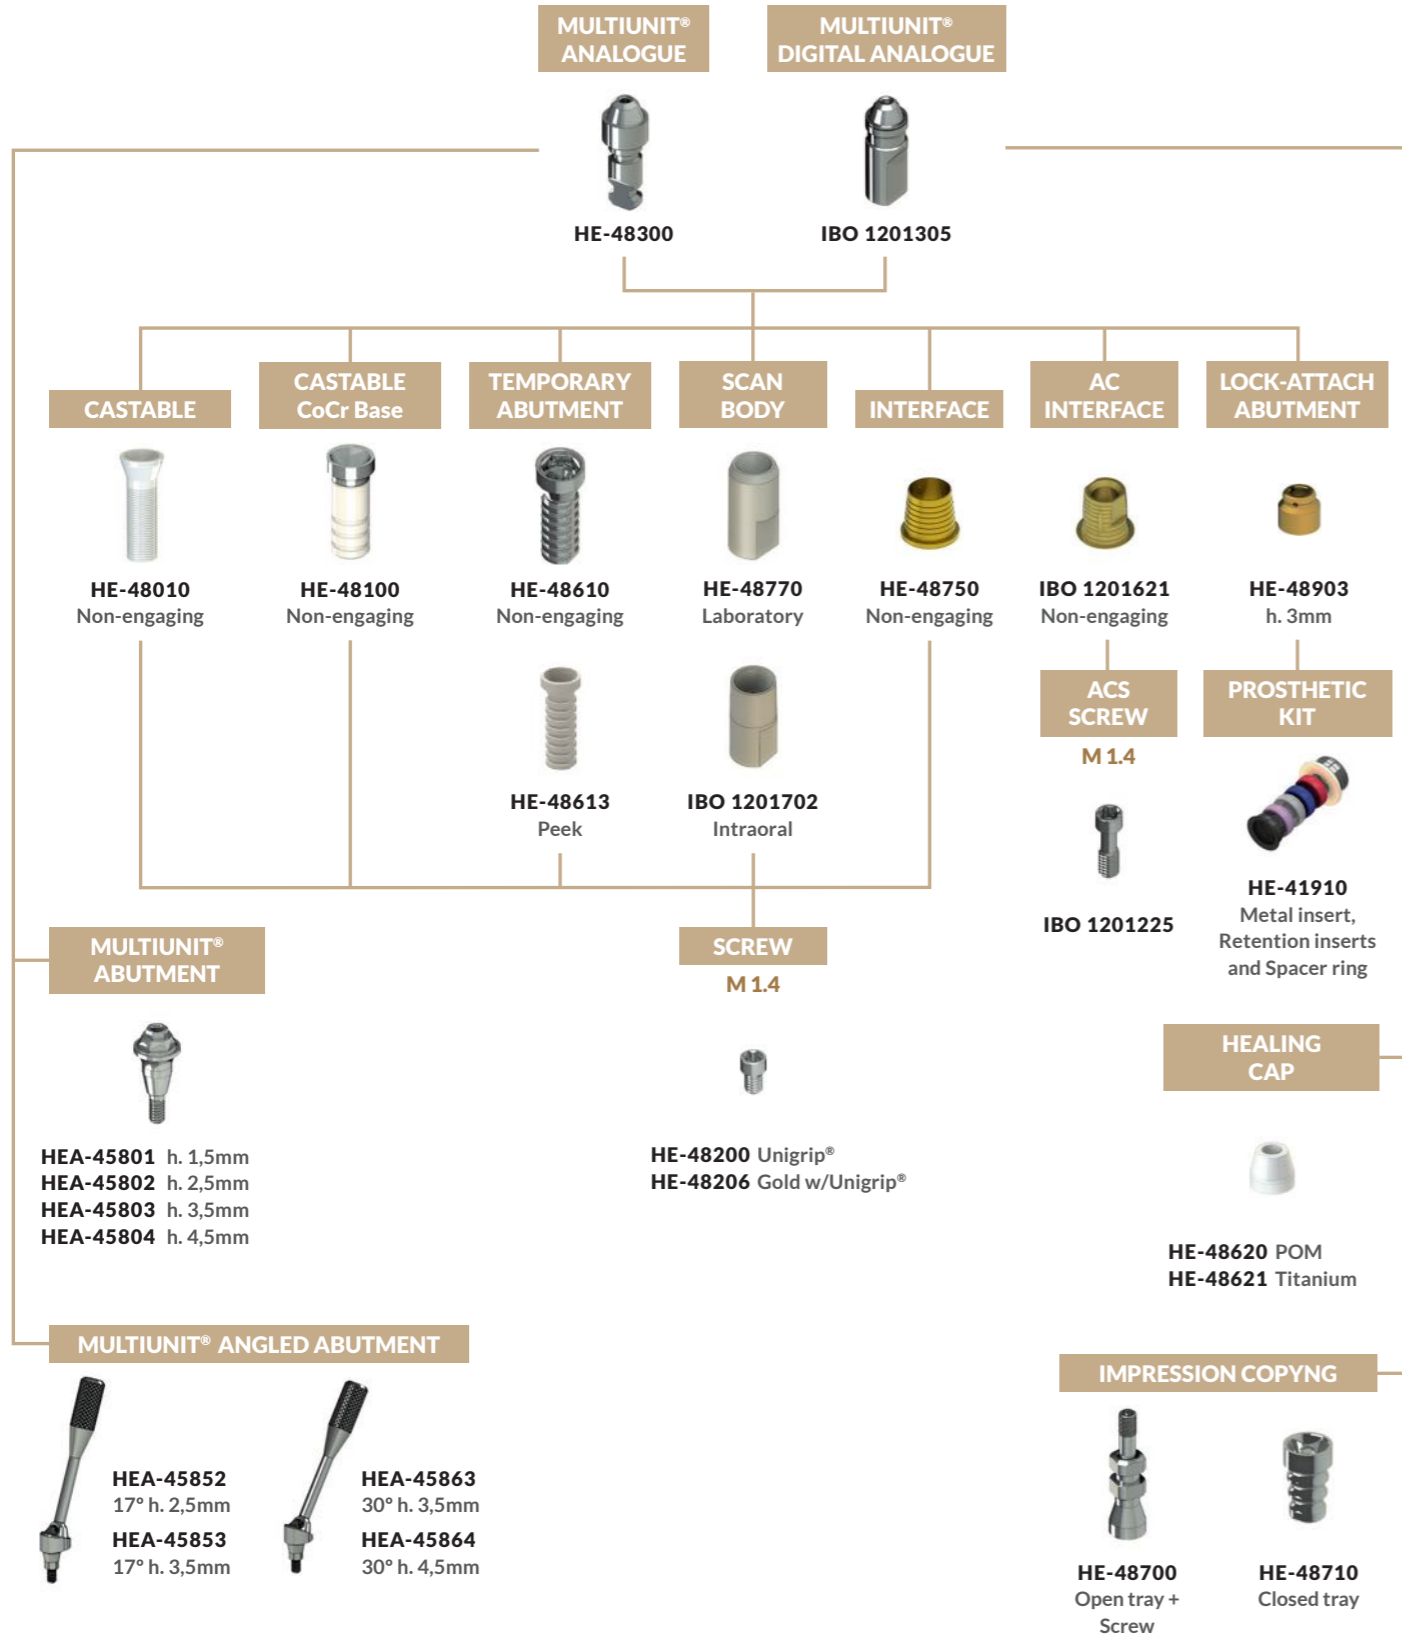 MULTIUNIT®
ANALOGUE
MULTIUNIT®
DIGITAL ANALOGUE
HE-48300
IBO 1201305
CASTABLE
CASTABLE
CoCr Base
TEMPORARY
ABUTMENT
SCAN
BODY
INTERFACE
AC
INTERFACE
LOCK-ATTACH
ABUTMENT
HE-48010
Non-engaging
HE-48100
Non-engaging
HE-48610
Non-engaging
HE-48770
Laboratory
HE-48750
Non-engaging
IBO 1201621
Non-engaging
HE-48903
h. 3mm
HE-48613
Peek
IBO 1201702
Intraoral
ACS
SCREW
M 1.4
IBO 1201225
PROSTHETIC
KIT
HE-41910
Metal insert,
Retention inserts
and Spacer ring
MULTIUNIT®
ABUTMENT
HEA-45801 h. 1,5mm
HEA-45802 h. 2,5mm
HEA-45803 h. 3,5mm
HEA-45804 h. 4,5mm
SCREW
M 1.4
HE-48200 Unigrip®
HE-48206 Gold w/Unigrip®
HEALING
CAP
HE-48620 POM
HE-48621 Titanium
MULTIUNIT® ANGLED ABUTMENT
HEA-45852
17° h. 2,5mm
HEA-45853
17° h. 3,5mm
HEA-45863
30° h. 3,5mm
HEA-45864
30° h. 4,5mm
IMPRESSION COPYNG
HE-48700
Open tray +
Screw
HE-48710
Closed tray